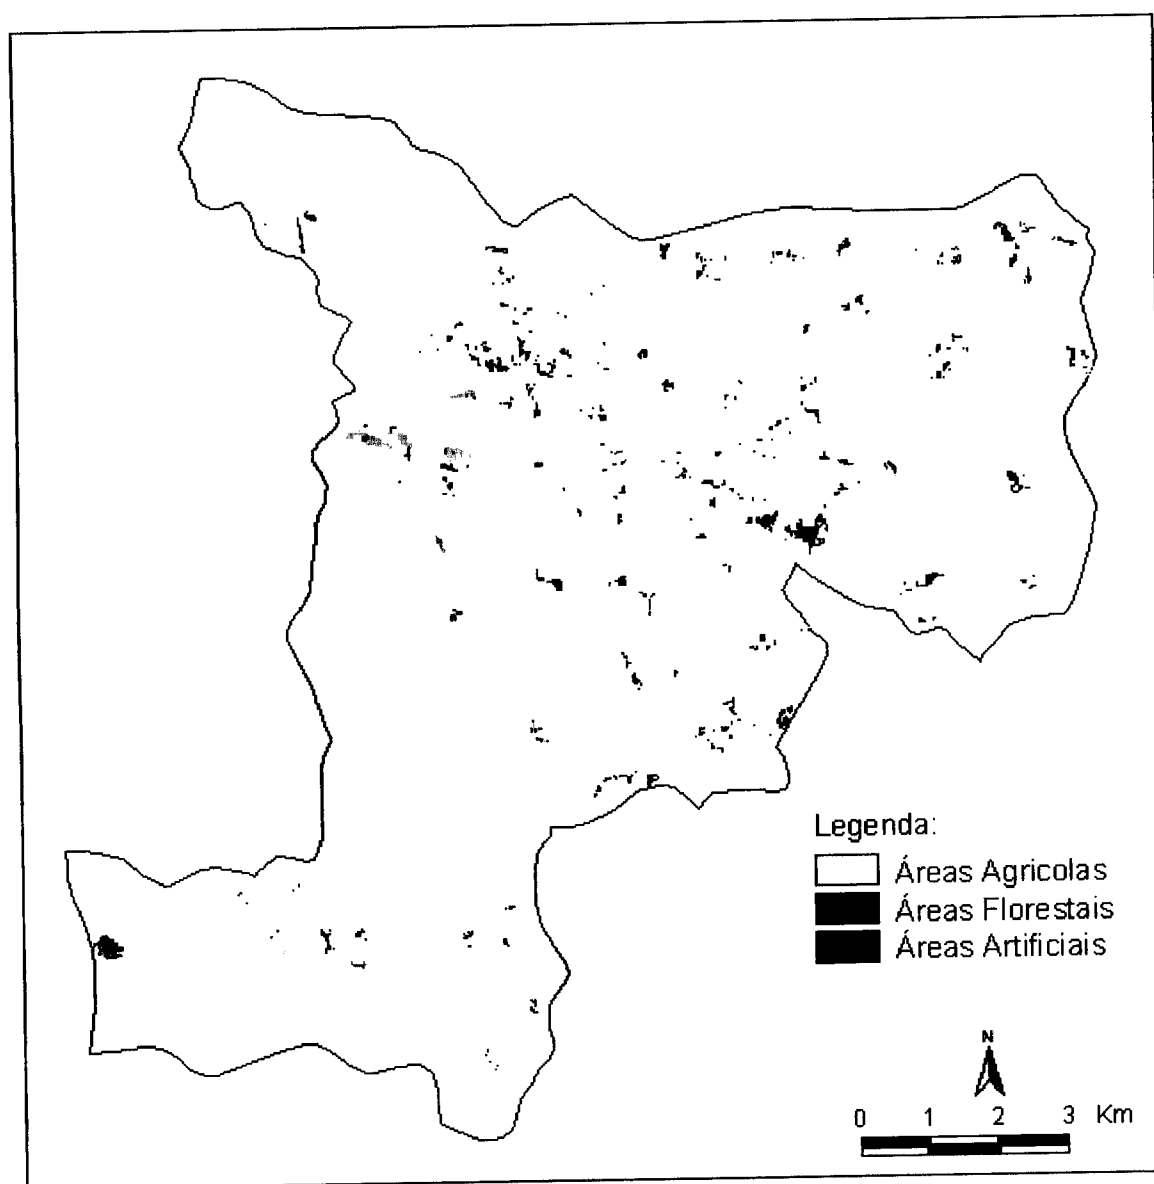 Legenda:
Áreas Agricolas
Áreas Florestais
Áreas Artificiais
N
0 1 2 3 Km